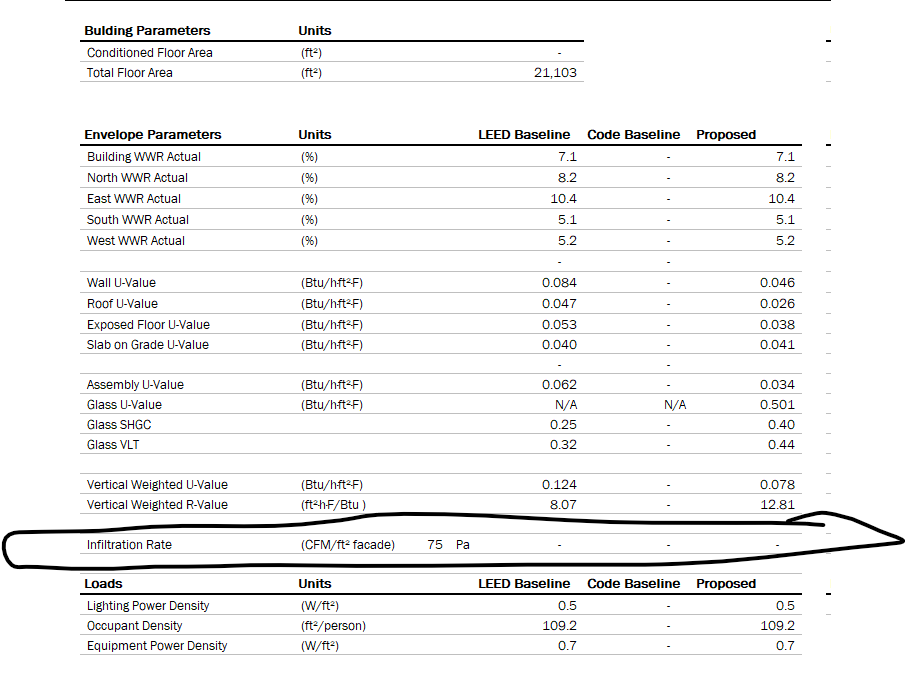 Bulding Parameters Units
Conditioned Floor Area (ft²) -
Total Floor Area (ft²) 21,103
Envelope Parameters Units LEED Baseline Code Baseline Proposed
Building WWR Actual (%) 7.1 - 7.1
North WWR Actual (%) 8.2 - 8.2
East WWR Actual (%) 10.4 - 10.4
South WWR Actual (%) 5.1 - 5.1
West WWR Actual (%) 5.2 - 5.2
- -
Wall U-Value (Btu/h·ft²·F) 0.084 - 0.046
Roof U-Value (Btu/h·ft²·F) 0.047 - 0.026
Exposed Floor U-Value (Btu/h·ft²·F) 0.053 - 0.038
Slab on Grade U-Value (Btu/h·ft²·F) 0.040 - 0.041
- -
Assembly U-Value (Btu/h·ft²·F) 0.062 - 0.034
Glass U-Value (Btu/h·ft²·F) N/A N/A 0.501
Glass SHGC 0.25 - 0.40
Glass VLT 0.32 - 0.44
Vertical Weighted U-Value (Btu/h·ft²·F) 0.124 - 0.078
Vertical Weighted R-Value (ft²·h·F/Btu ) 8.07 - 12.81
Infiltration Rate (CFM/ft² facade) 75 Pa - - -
Loads Units LEED Baseline Code Baseline Proposed
Lighting Power Density (W/ft²) 0.5 - 0.5
Occupant Density (ft²/person) 109.2 - 109.2
Equipment Power Density (W/ft²) 0.7 - 0.7